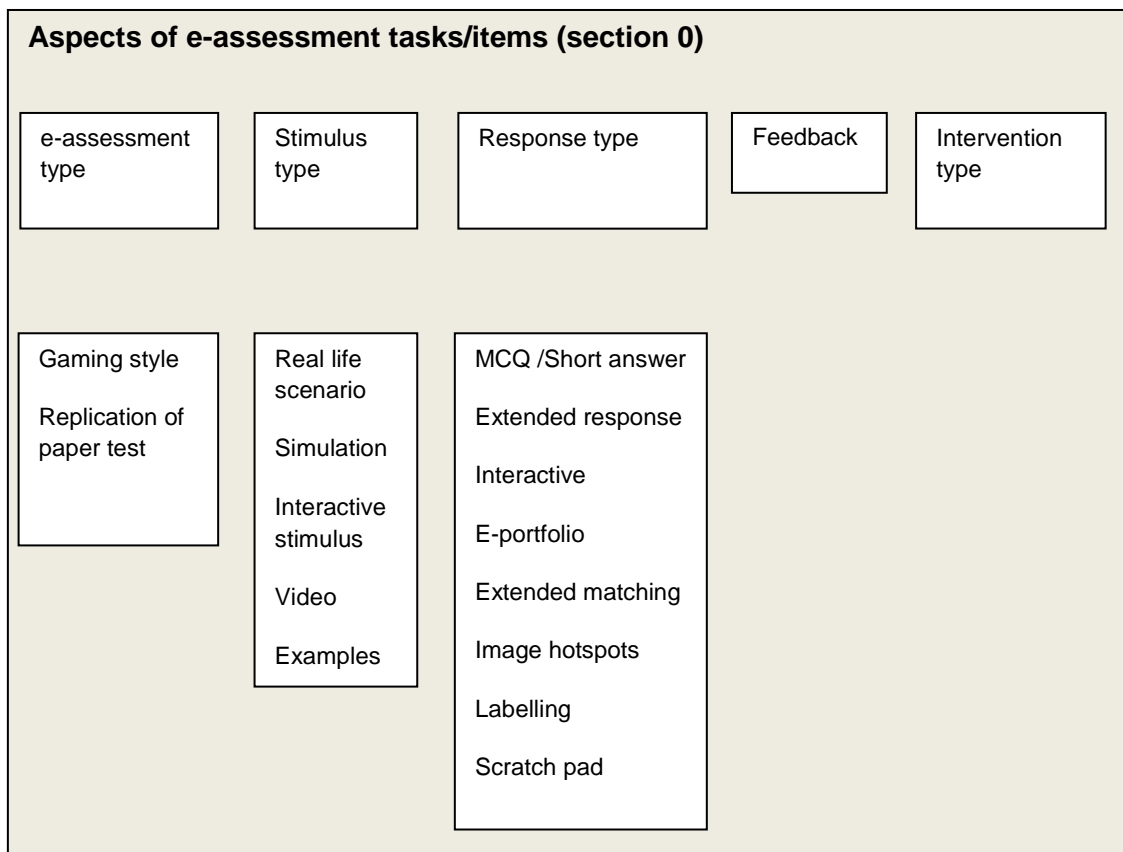 Aspects of e-assessment tasks/items (section 0)
e-assessment
type
Stimulus
type
Response type
Feedback
Intervention
type
Gaming style
Replication of
paper test
Real life
scenario
Simulation
Interactive
stimulus
Video
Examples
MCQ /Short answer
Extended response
Interactive
E-portfolio
Extended matching
Image hotspots
Labelling
Scratch pad